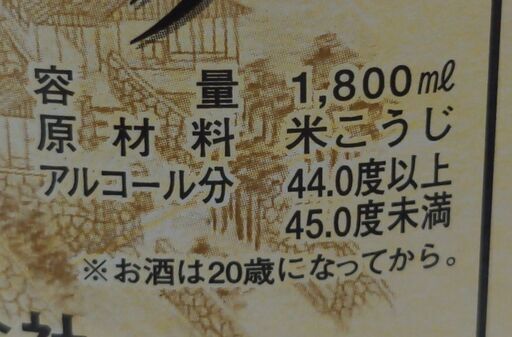 容量 1,800ml
原材料 米こうじ
アルコール分 44.0度以上
45.0度未満
※お酒は20歳になってから。